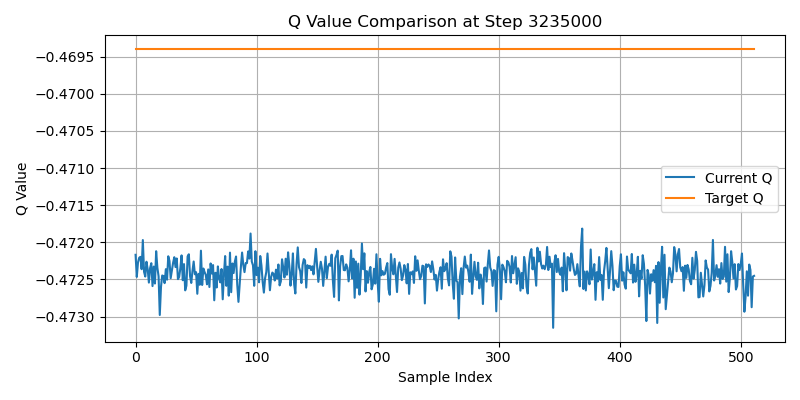 Q Value Comparison at Step 3235000
−0.4695
−0.4700
−0.4705
−0.4710
−0.4715
−0.4720
−0.4725
−0.4730
Q Value
Current Q
Target Q
0
100
200
300
400
500
Sample Index